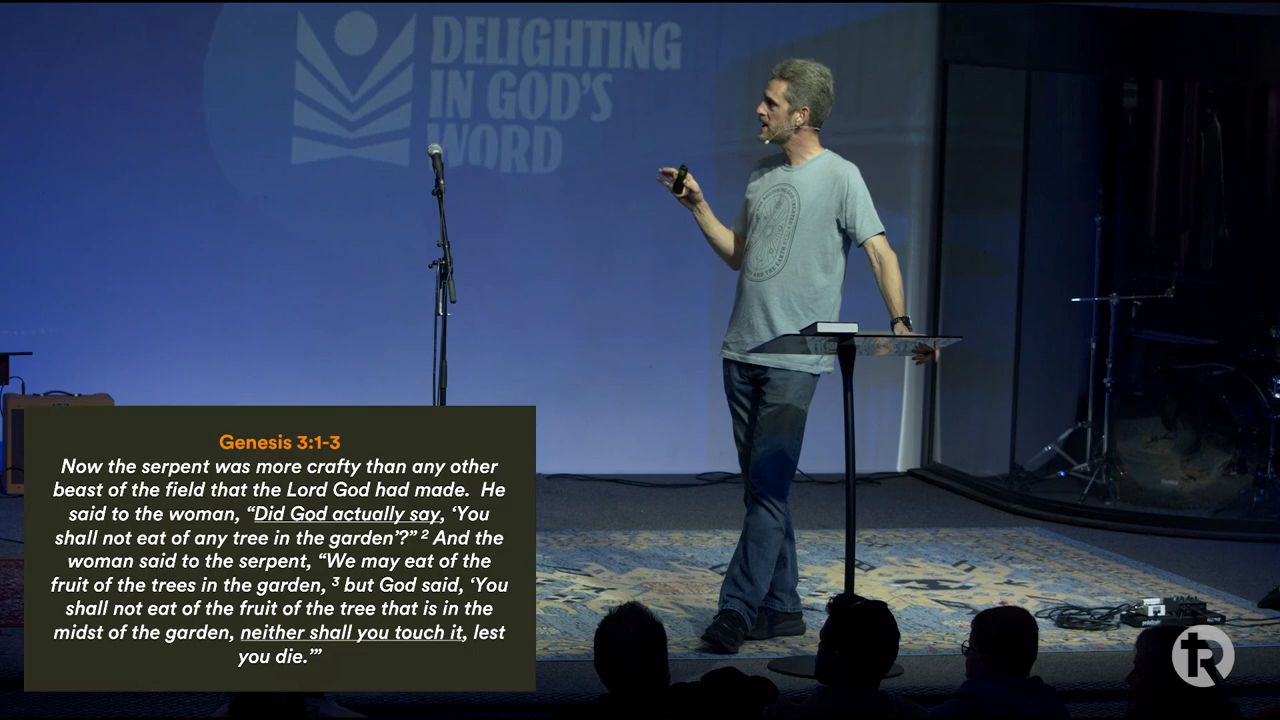 DELIGHTING
IN GOD'S
WORD
AND THE EARTH
Genesis 3:1-3
Now the serpent was more crafty than any other
beast of the field that the Lord God had made.  He
said to the woman, “Did God actually say, ‘You
shall not eat of any tree in the garden’?” ² And the
woman said to the serpent, “We may eat of the
fruit of the trees in the garden, ³ but God said, ‘You
shall not eat of the fruit of the tree that is in the
midst of the garden, neither shall you touch it, lest
you die.’”
R